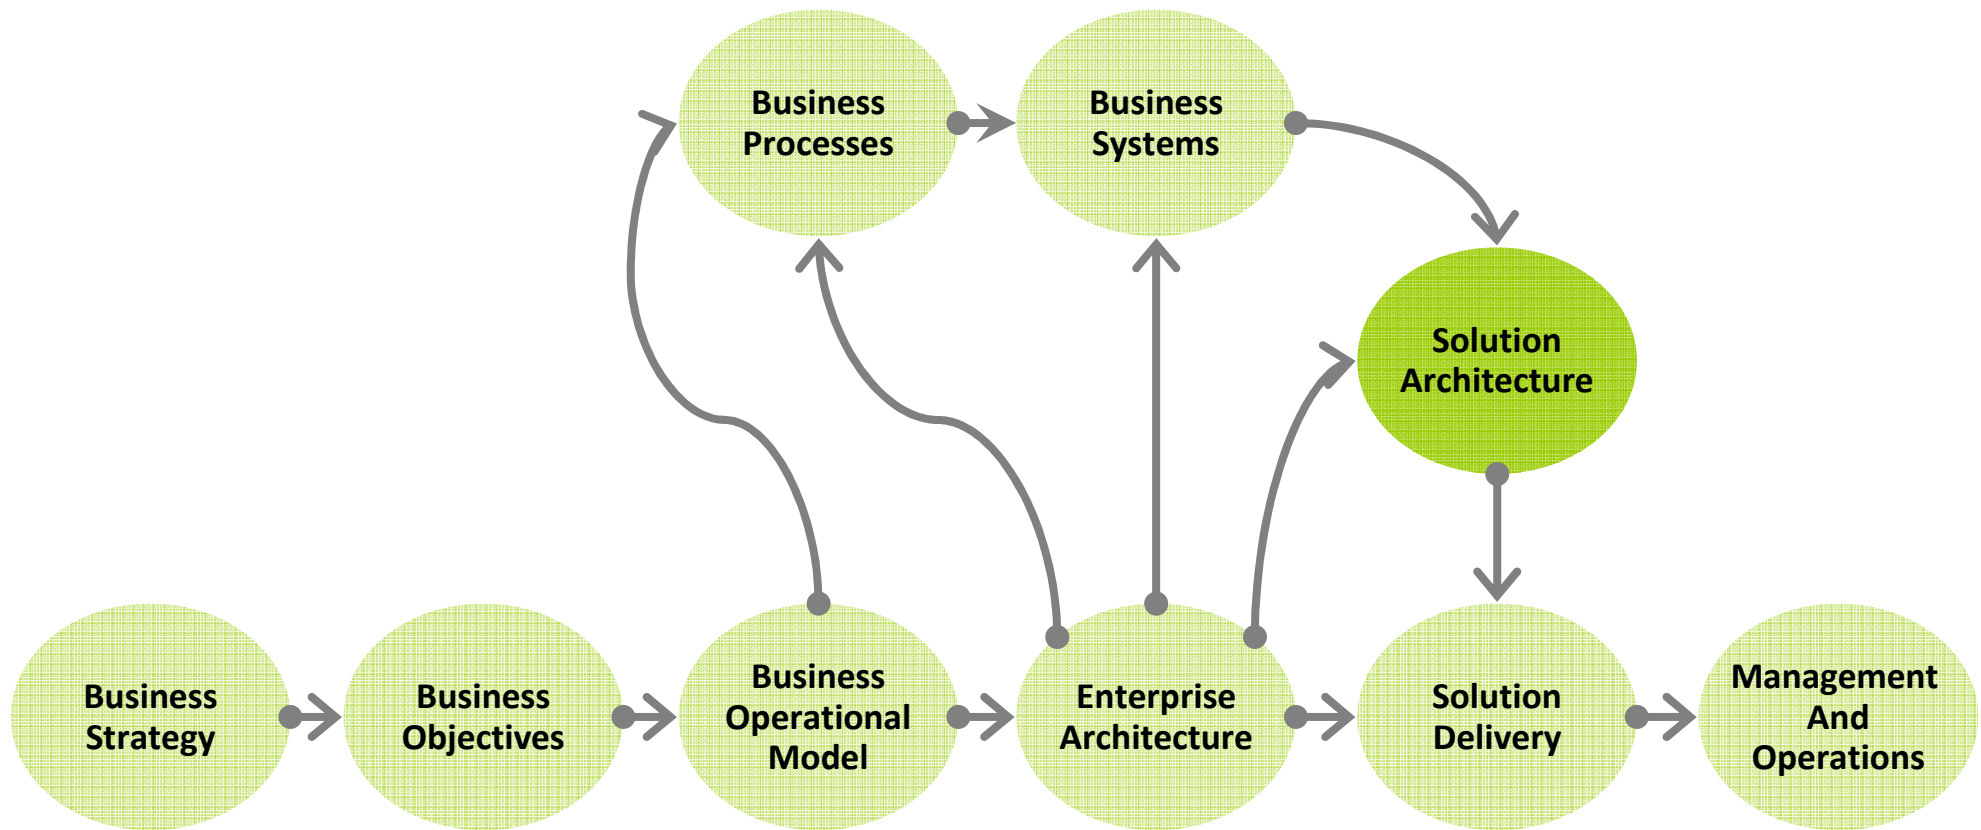 Business
Processes
Business
Systems
Solution
Architecture
Business
Strategy
Business
Objectives
Business
Operational
Model
Enterprise
Architecture
Solution
Delivery
Management
And
Operations